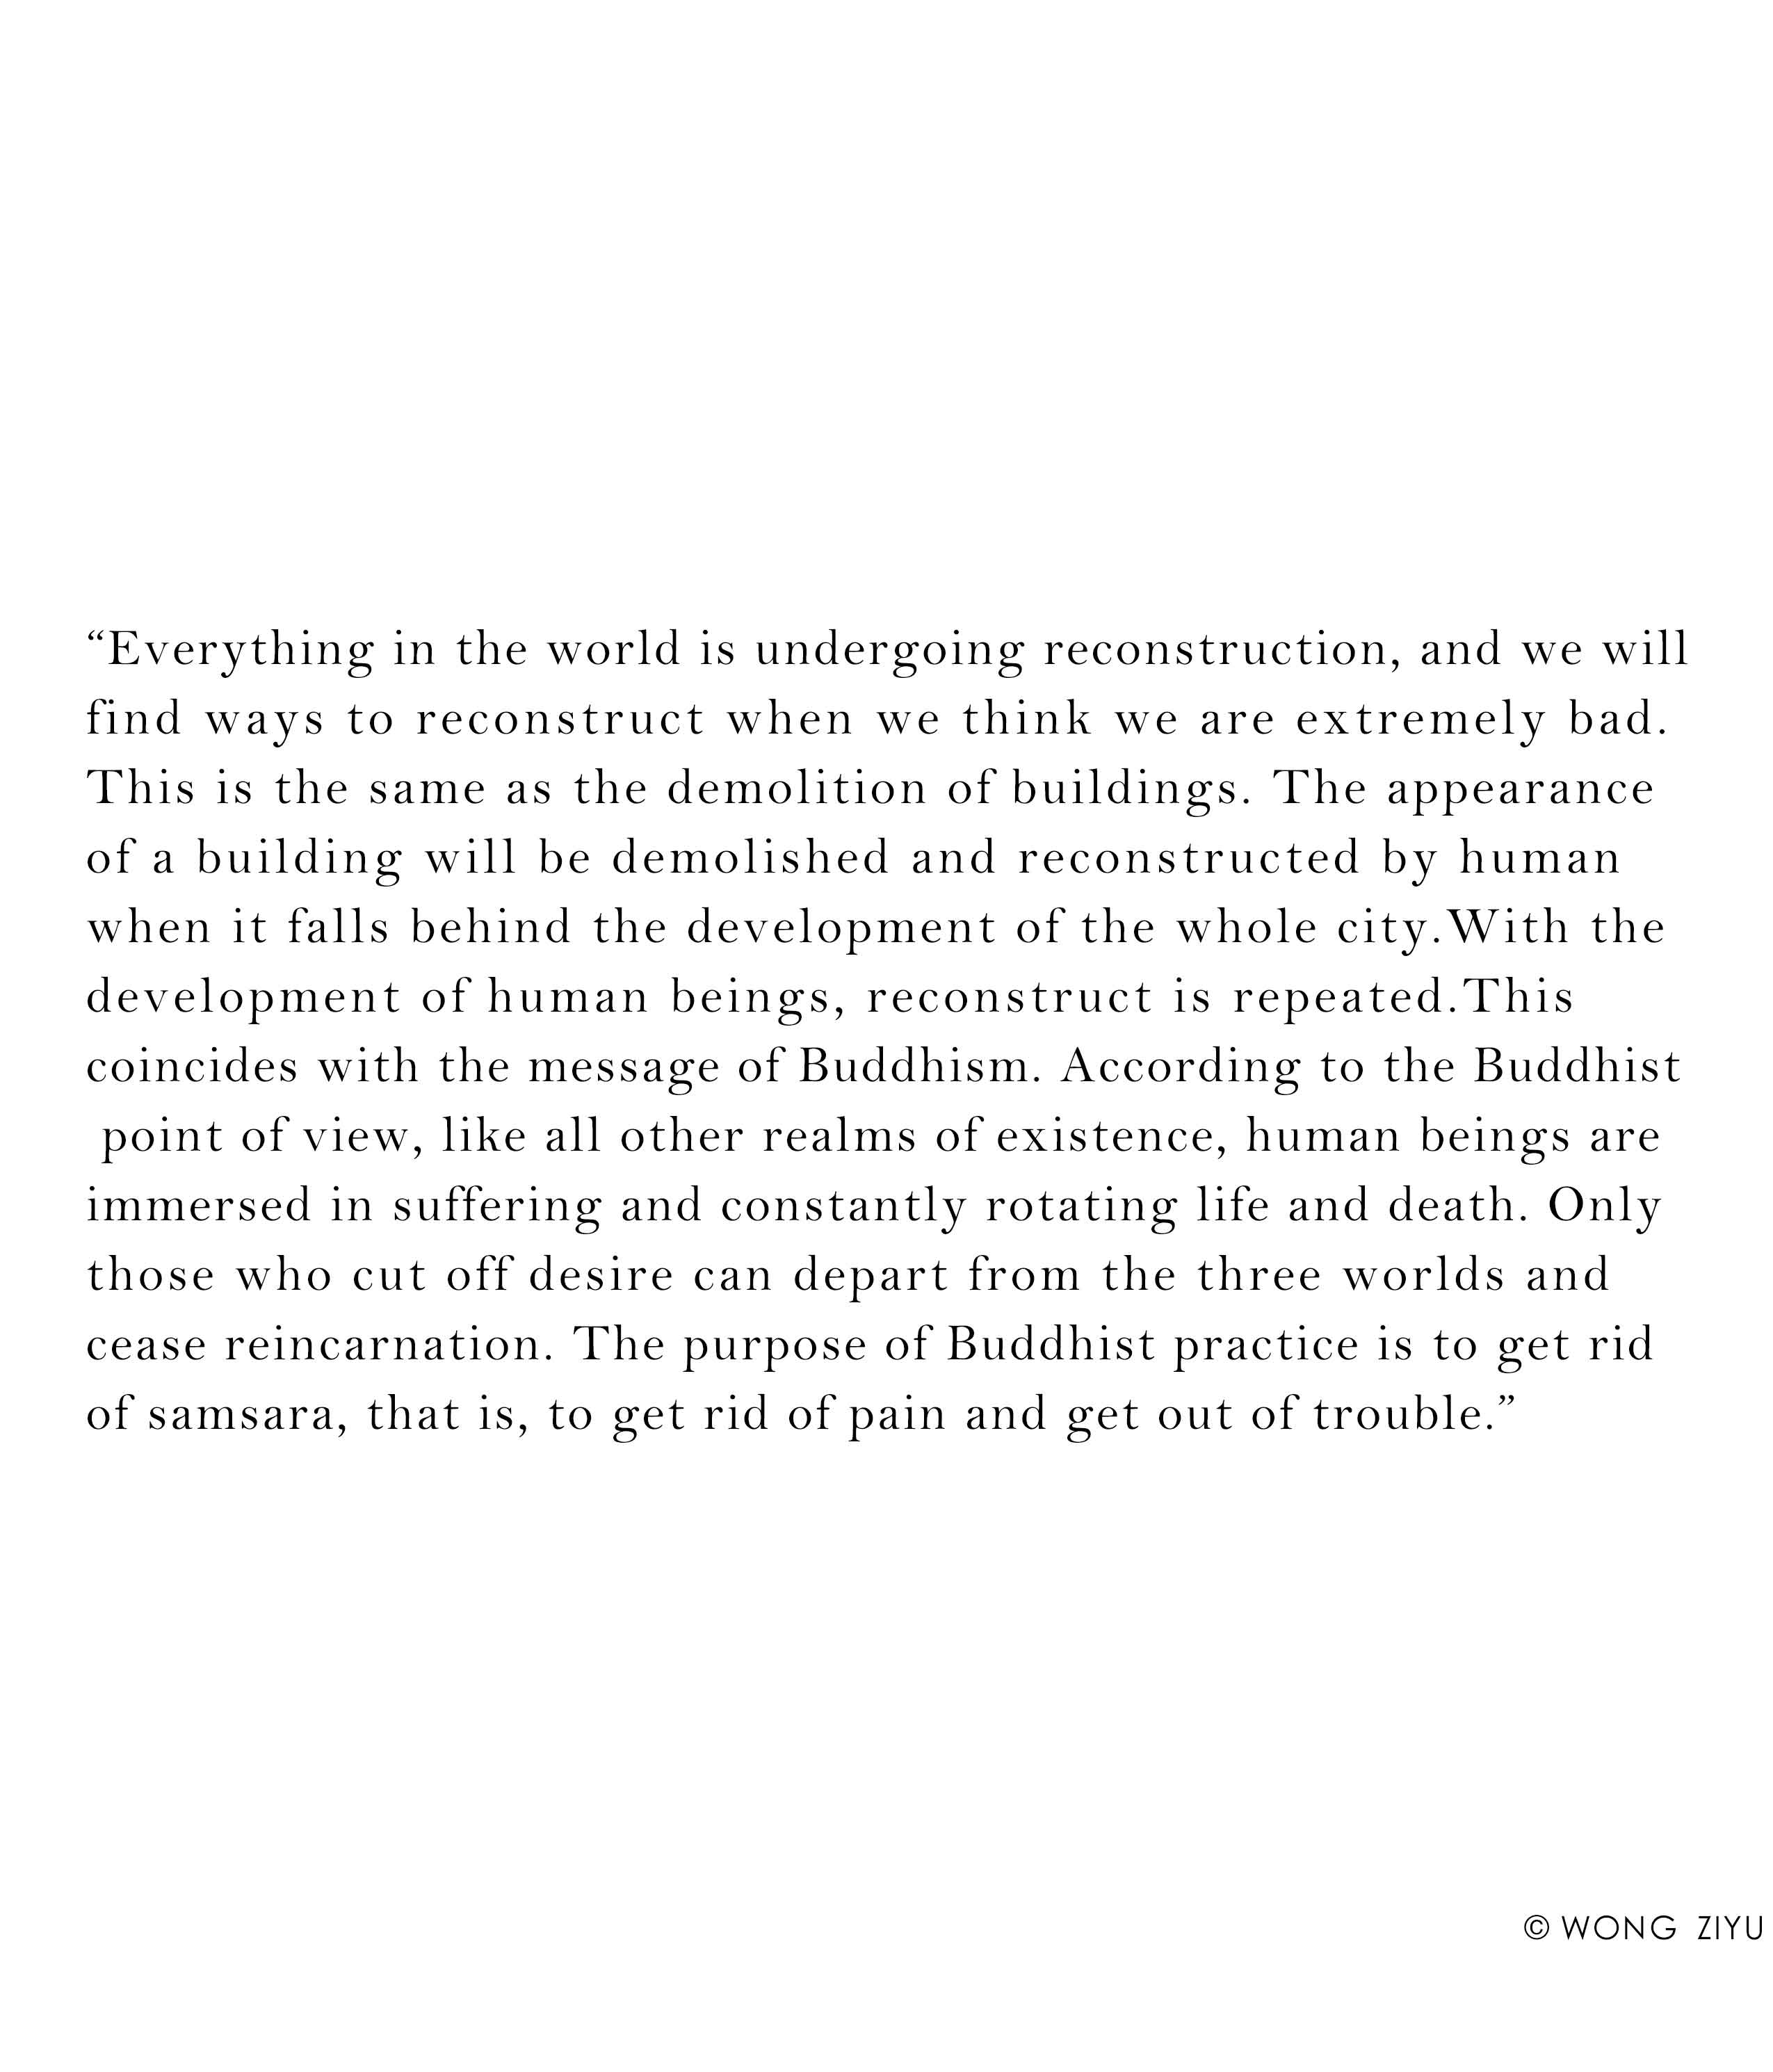 “Everything in the world is undergoing reconstruction, and we will
find ways to reconstruct when we think we are extremely bad.
This is the same as the demolition of buildings. The appearance
of a building will be demolished and reconstructed by human
when it falls behind the development of the whole city.With the
development of human beings, reconstruct is repeated.This
coincides with the message of Buddhism. According to the Buddhist
point of view, like all other realms of existence, human beings are
immersed in suffering and constantly rotating life and death. Only
those who cut off desire can depart from the three worlds and
cease reincarnation. The purpose of Buddhist practice is to get rid
of samsara, that is, to get rid of pain and get out of trouble.”
© WONG ZIYU